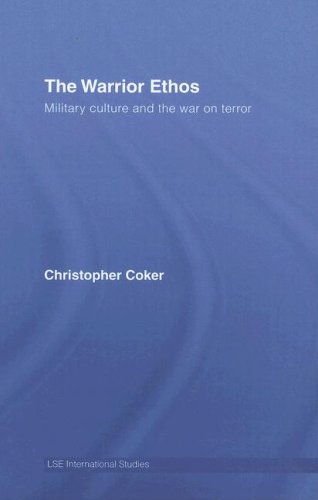 The Warrior Ethos
Military culture and the war on terror
Christopher Coker
LSE International Studies